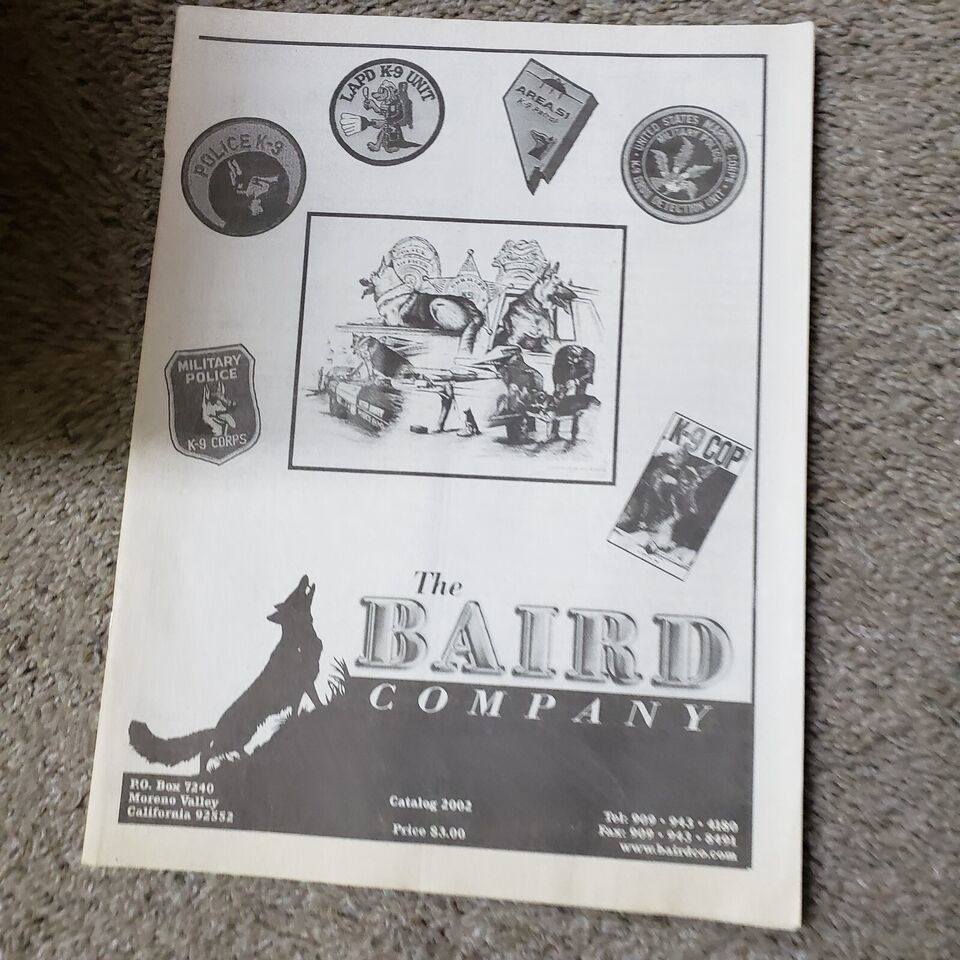 LAPD K-9 UNIT
AREA 51
K-9 Patrol
POLICE K-9
UNITED STATES MARINE CORPS
MILITARY POLICE
K-9 DRUG DETECTION UNIT
MILITARY
POLICE
K-9 CORPS
K-9 COP
The
BAIRD
COMPANY
P.O. Box 7240
Moreno Valley
California 92552
Catalog 2002
Price $3.00
Tel: 909 • 943 • 4180
Fax: 909 • 943 • 8491
www.bairdco.com